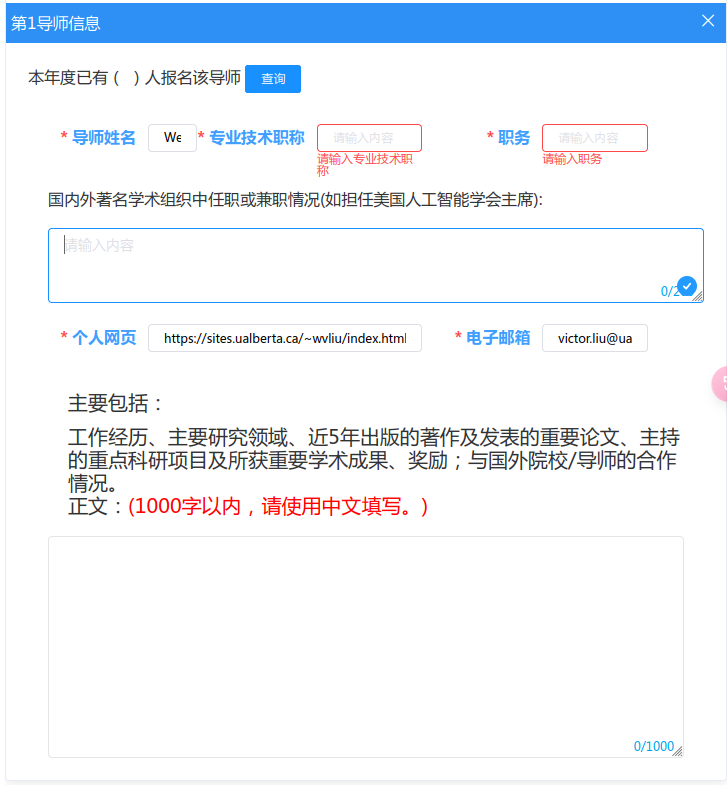 第1导师信息
本年度已有 ( ) 人报名该导师 查询
* 导师姓名 We * 专业技术职称 请输入内容 * 职务 请输入内容
请输入专业技术职
称
请输入职务
国内外著名学术组织中任职或兼职情况(如担任美国人工智能学会主席):
请输入内容
0/2
* 个人网页 https://sites.ualberta.ca/~wvliu/index.html * 电子邮箱 victor.liu@ua
主要包括：
工作经历、主要研究领域、近5年出版的著作及发表的重要论文、主持
的重点科研项目及所获重要学术成果、奖励；与国外院校/导师的合作
情况。
正文：(1000字以内，请使用中文填写。)
0/1000